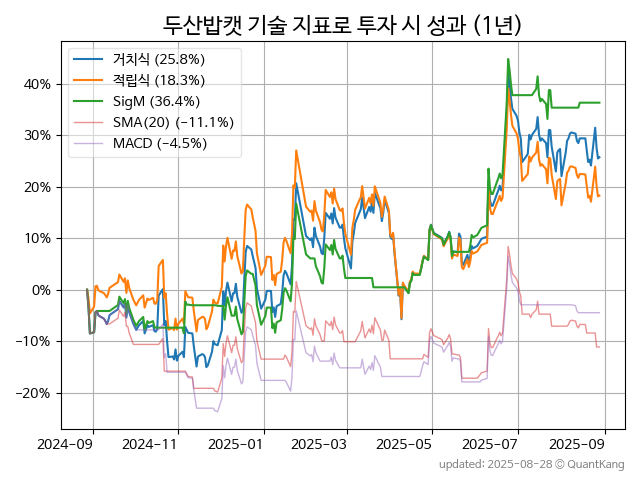 두산밥캣 기술 지표로 투자 시 성과 (1년)
거치식 (25.8%)
적립식 (18.3%)
SigM (36.4%)
SMA(20) (−11.1%)
MACD (−4.5%)
40%
30%
20%
10%
0%
−10%
−20%
2024-09 2024-11 2025-01 2025-03 2025-05 2025-07 2025-09
updated: 2025-08-28 © QuantKang